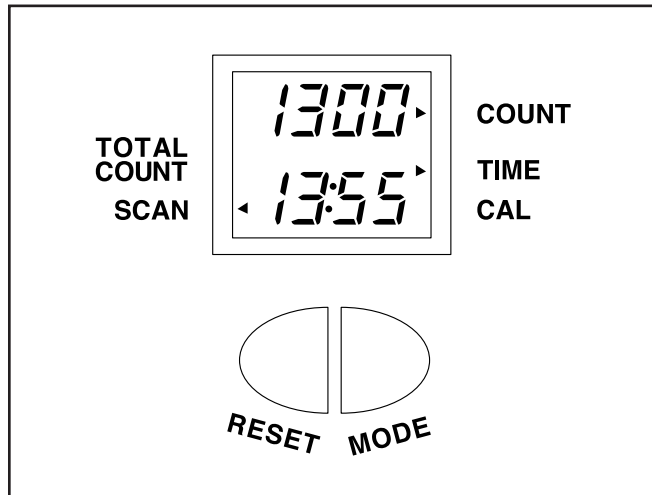 1300
COUNT
TOTAL
COUNT
TIME
SCAN
13:55
CAL
RESET
MODE